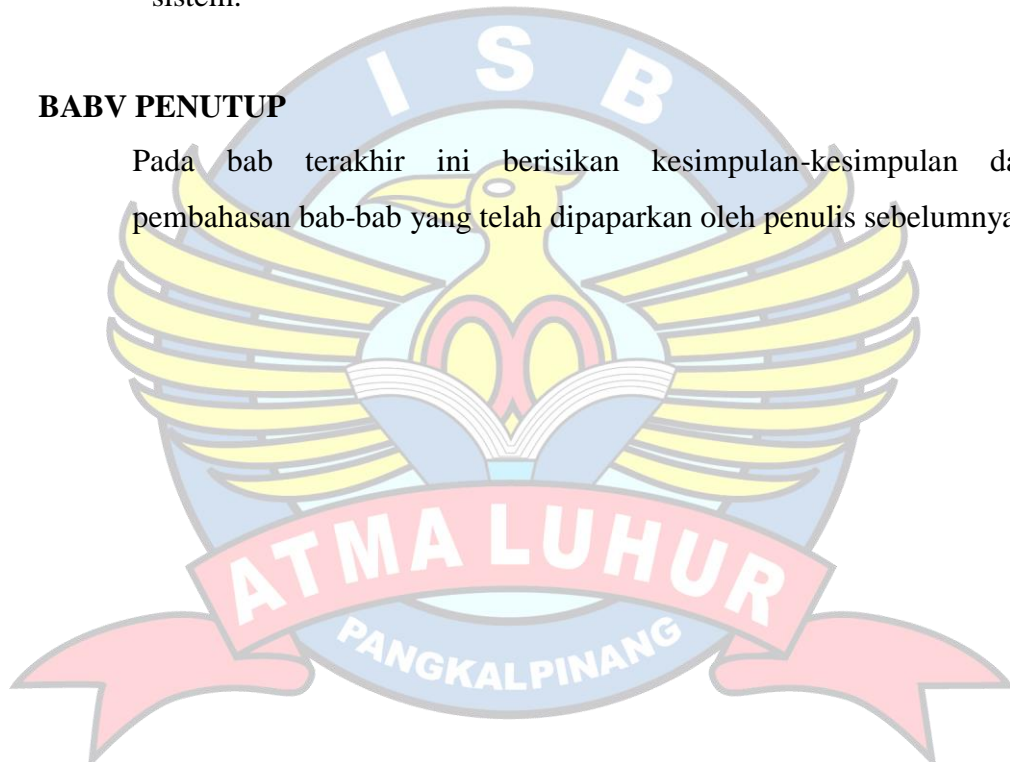 sistem.
BABV PENUTUP
Pada bab terakhir ini berisikan kesimpulan-kesimpulan
pembahasan bab-bab yang telah dipaparkan oleh penulis sebelumnya
I S B
ATMA LUHUR
PANGKALPINANG